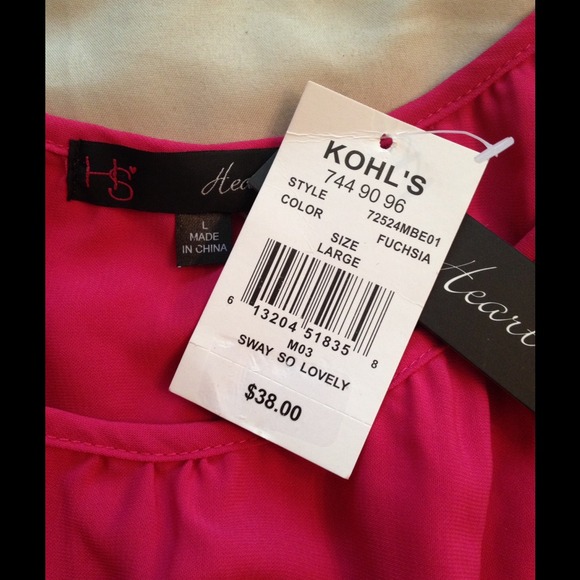 HS
Hear
L
MADE
IN CHINA
KOHL'S
744 90 96
STYLE 72524MBE01
COLOR FUCHSIA
SIZE
LARGE
6 13204 51835 8
M03
SWAY SO LOVELY
$38.00
Heart